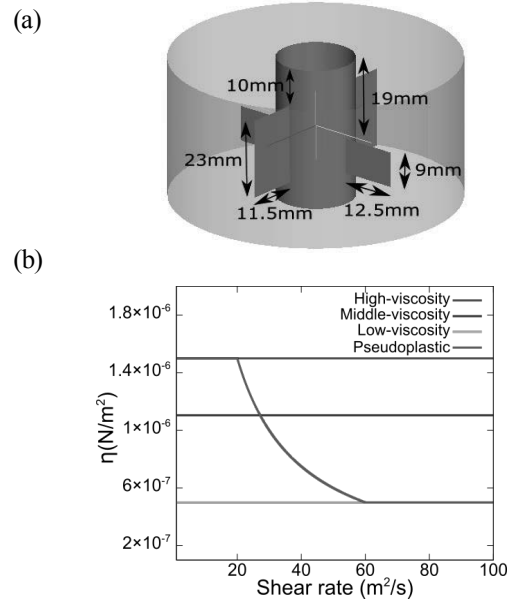 (a)
10mm
19mm
23mm
9mm
11.5mm
12.5mm
(b)
High-viscosity
Middle-viscosity
Low-viscosity
Pseudoplastic
1.8×10⁻⁶
1.4×10⁻⁶
1×10⁻⁶
6×10⁻⁷
2×10⁻⁷
η(N/m²)
20 40 60 80 100
Shear rate (m²/s)